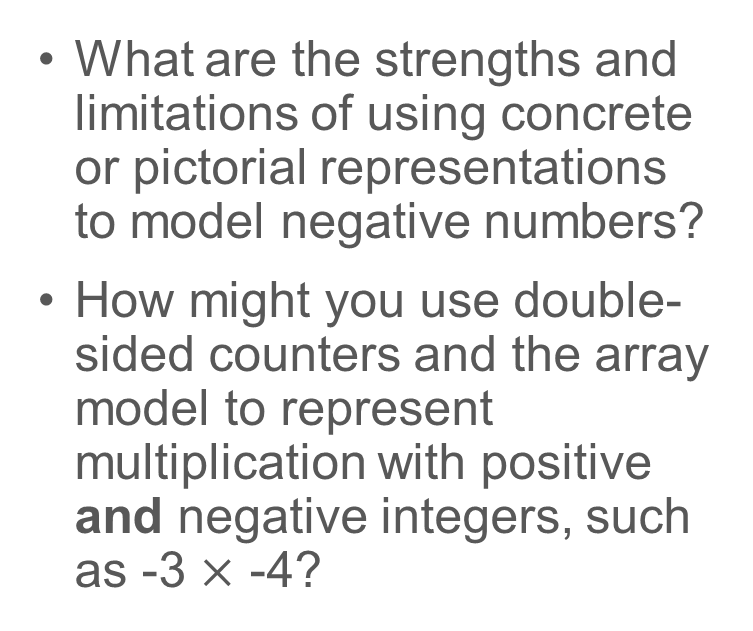 • What are the strengths and
limitations of using concrete
or pictorial representations
to model negative numbers?
• How might you use double-
sided counters and the array
model to represent
multiplication with positive
and negative integers, such
as -3 × -4?